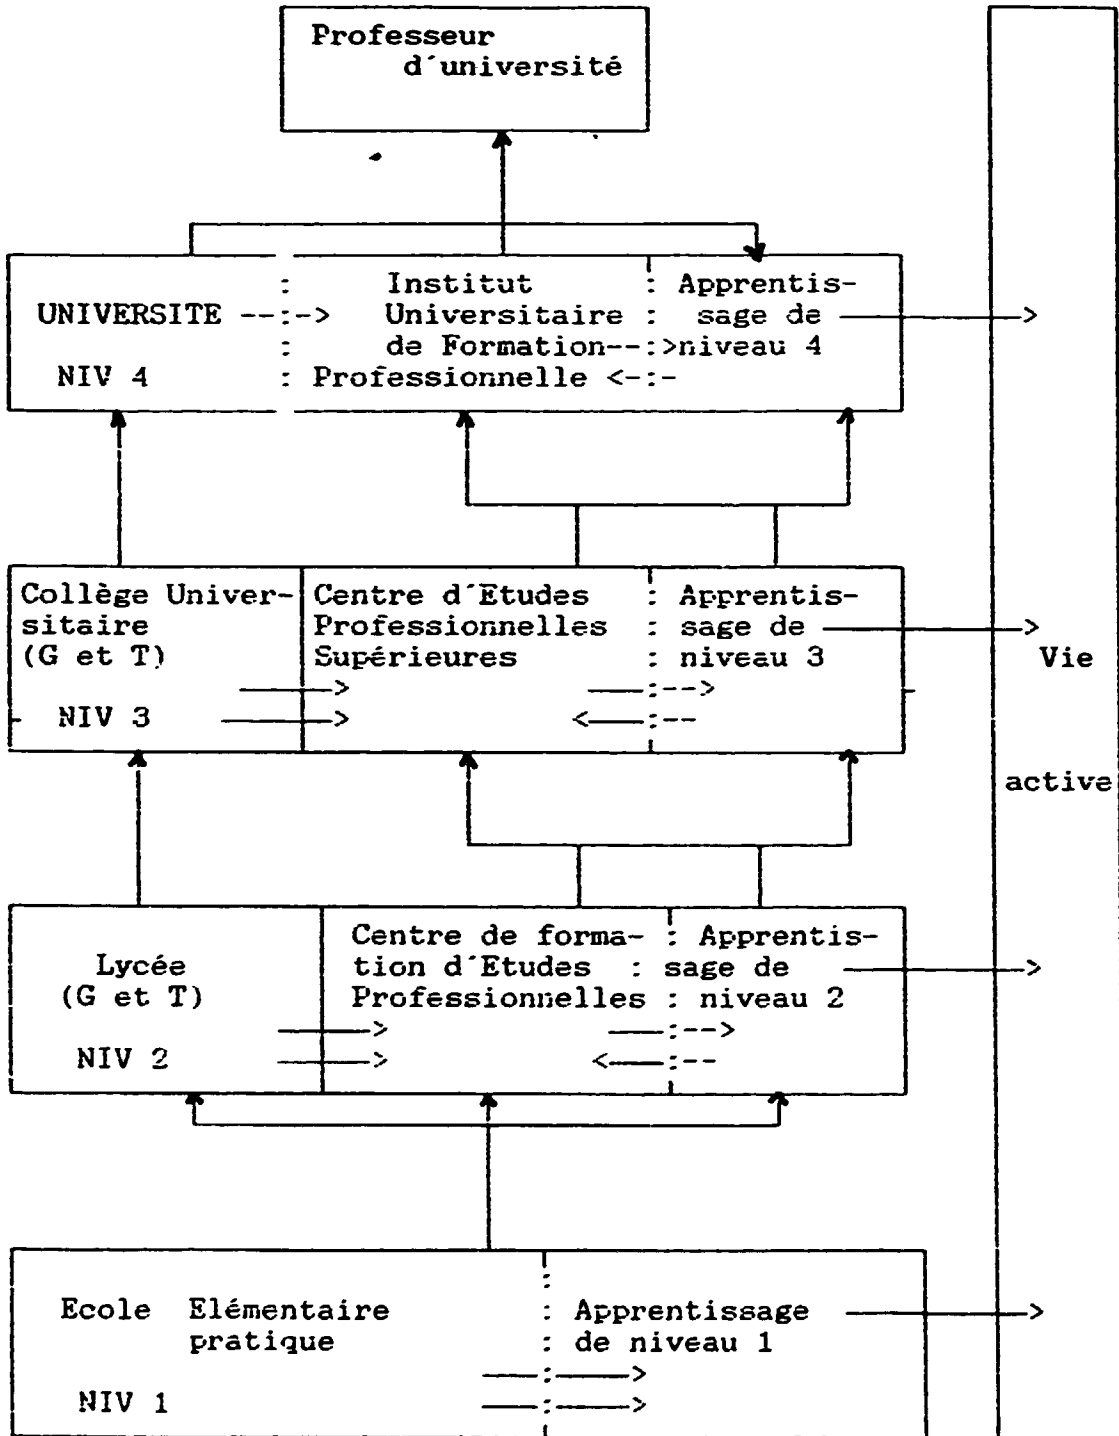 Professeur
d´université
UNIVERSITE
NIV 4
Institut
Universitaire
de Formation
Professionnelle
Apprentis-
sage de
niveau 4
Collège Univer-
sitaire
(G et T)
NIV 3
Centre d´Etudes
Professionnelles
Supérieures
Apprentis-
sage de
niveau 3
Lycée
(G et T)
NIV 2
Centre de forma-
tion d´Etudes
Professionnelles
Apprentis-
sage de
niveau 2
Ecole Elémentaire
pratique
NIV 1
Apprentissage
de niveau 1
Vie
active